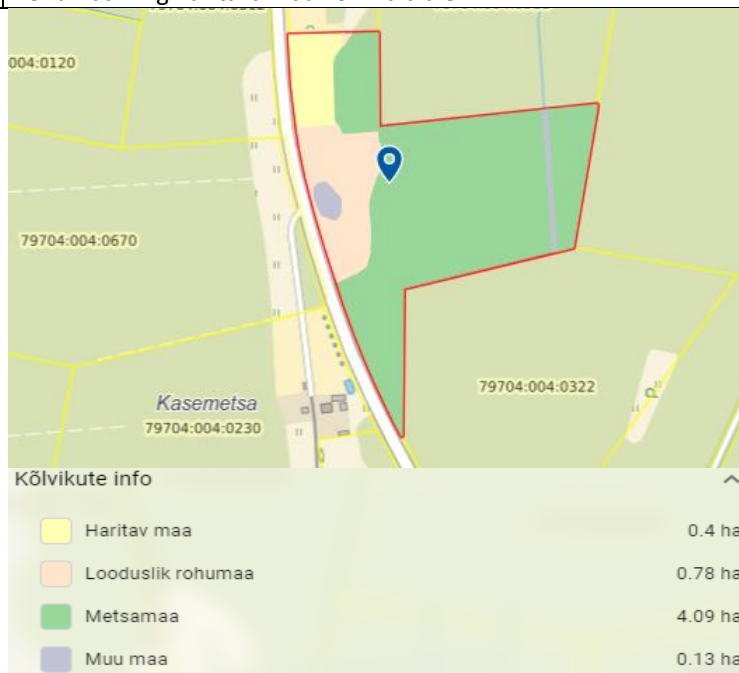 004:0120
79704:004:0670
79704:004:0322
Kasemetsa
79704:004:0230
Kõlvikute info
Haritav maa 0.4 ha
Looduslik rohumaa 0.78 ha
Metsamaa 4.09 ha
Muu maa 0.13 ha